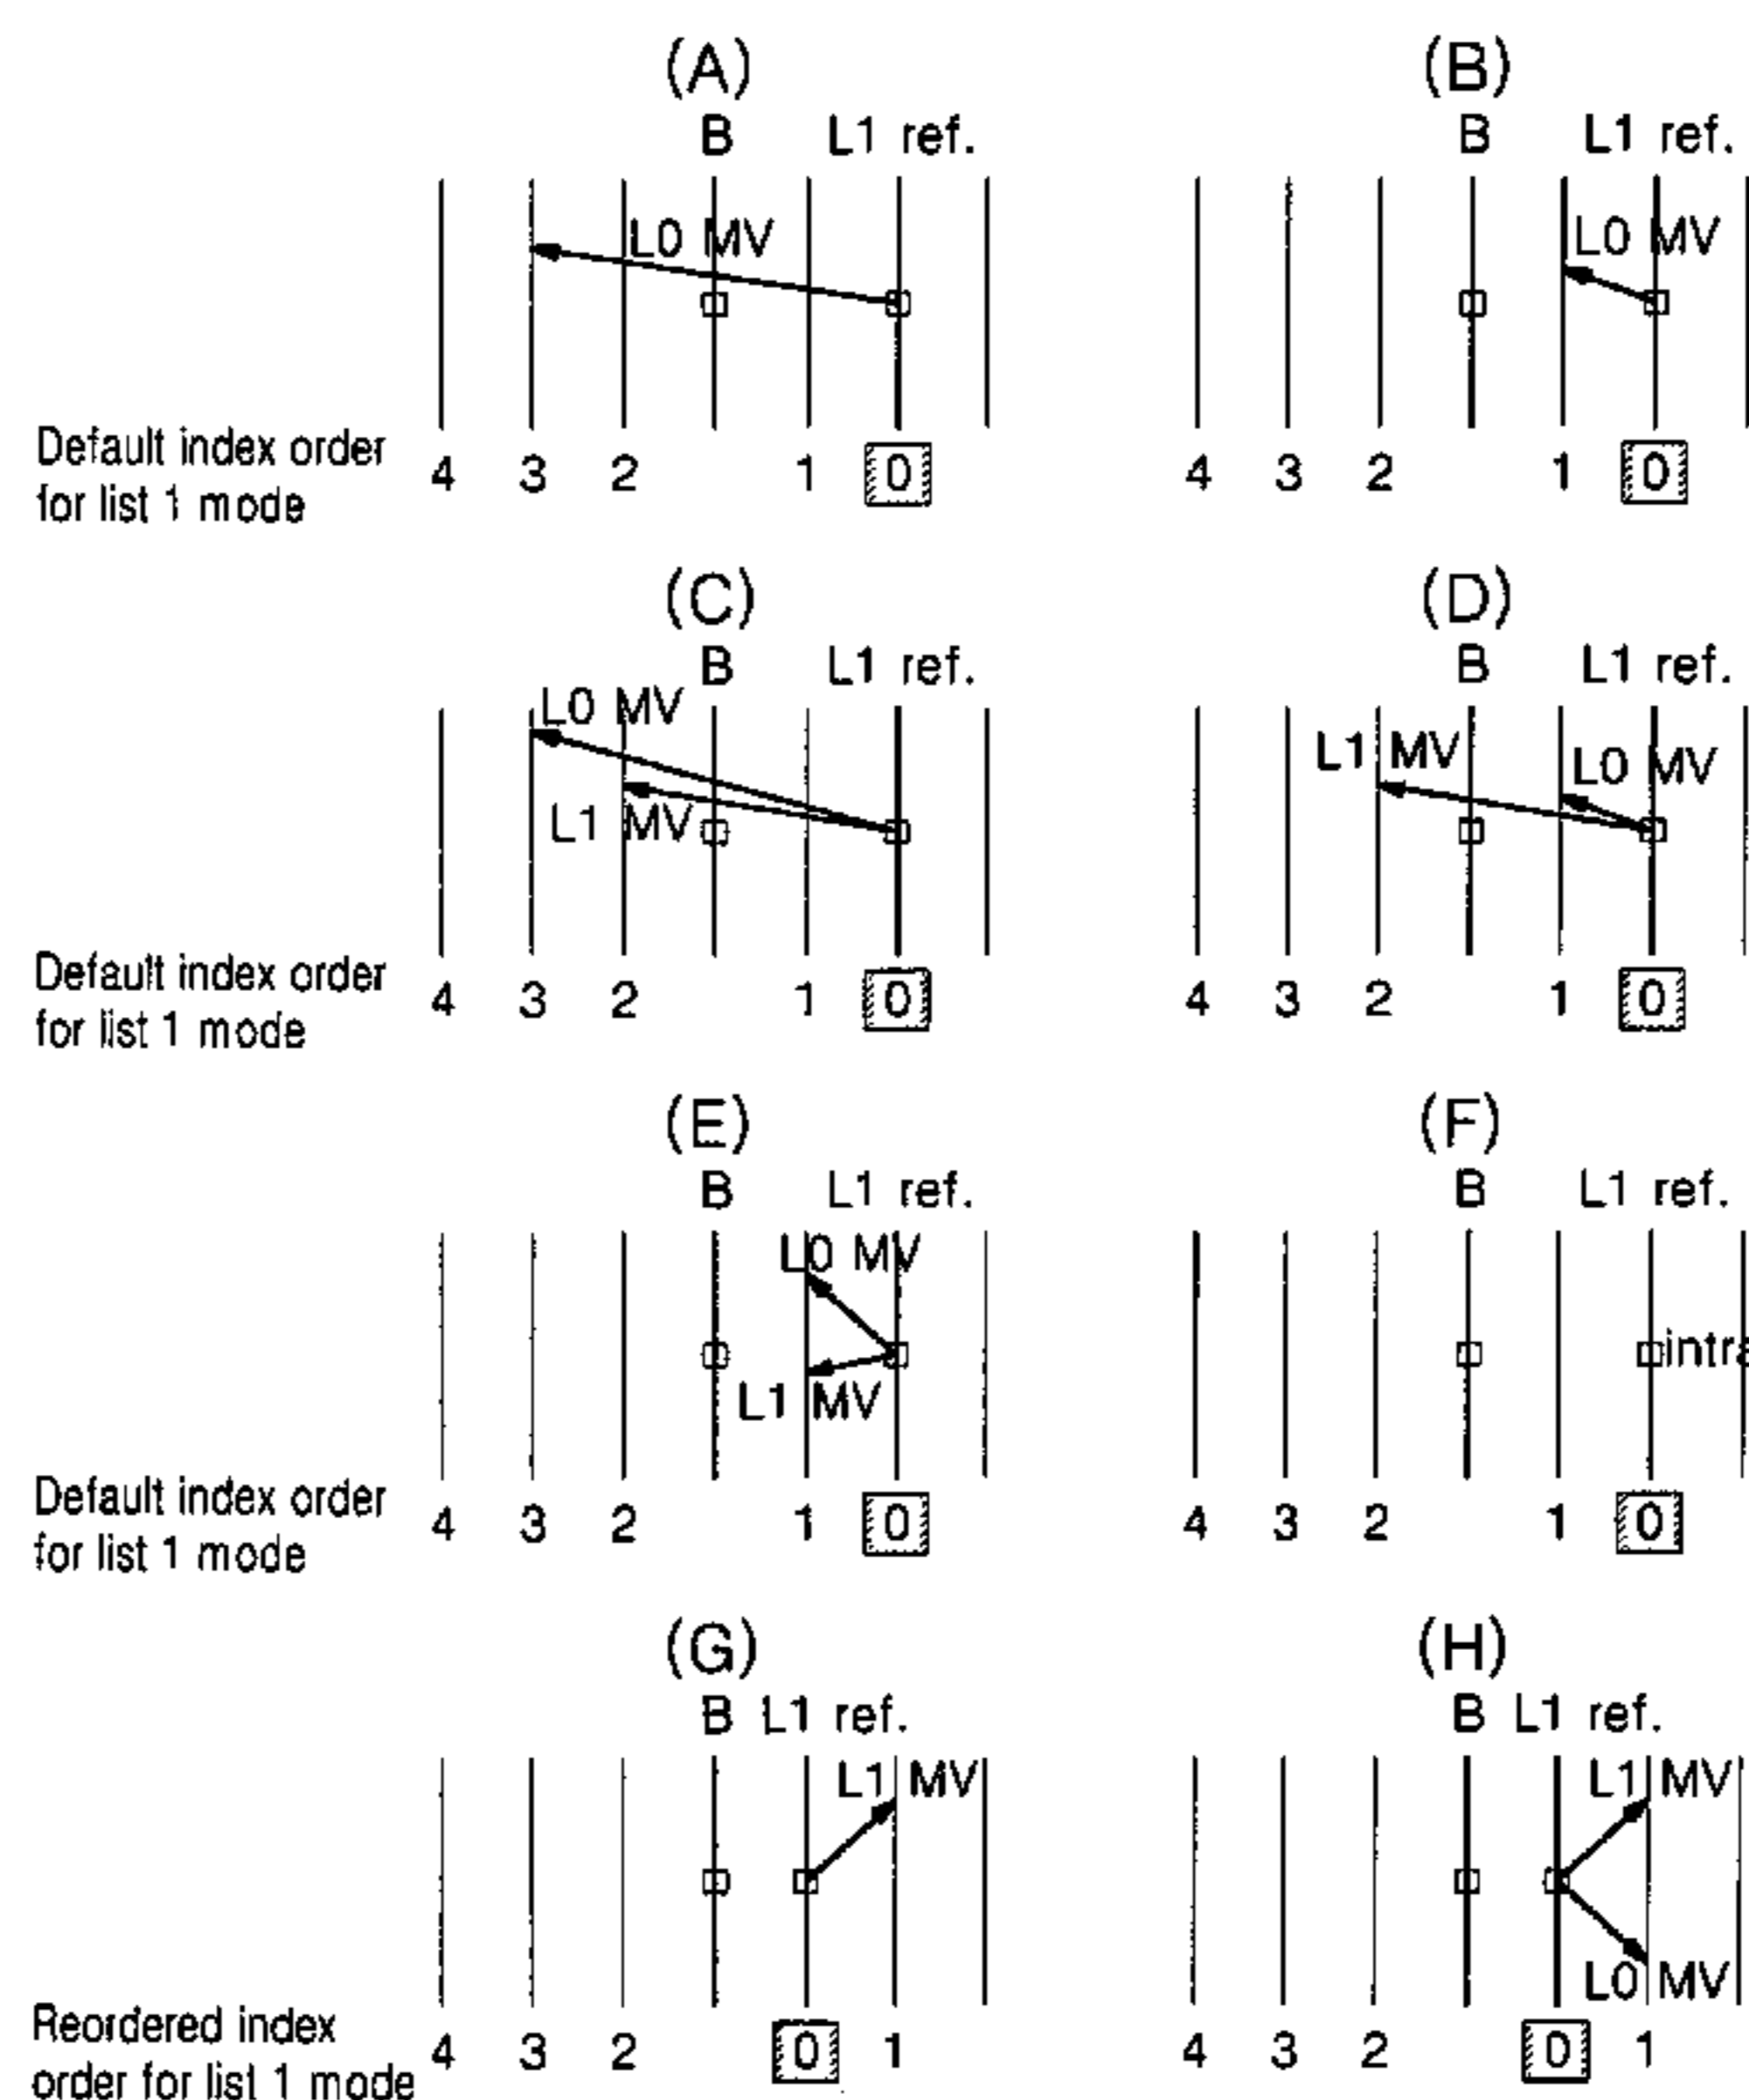 (A) (B)
B L1 ref. B L1 ref.
L0 MV L0 MV
Default index order
for list 1 mode
4 3 2 1 0 4 3 2 1 0
(C) (D)
B L1 ref. B L1 ref.
L0 MV
L1 MV L0 MV
L1 MV
Default index order
for list 1 mode
4 3 2 1 0 4 3 2 1 0
(E) (F)
B L1 ref. B L1 ref.
L0 MV
intra
L1 MV
Default index order
for list 1 mode
4 3 2 1 0 4 3 2 1 0
(G) (H)
B L1 ref. B L1 ref.
L1 MV L1 MV
L0 MV
Reordered index
order for list 1 mode
4 3 2 0 1 4 3 2 0 1